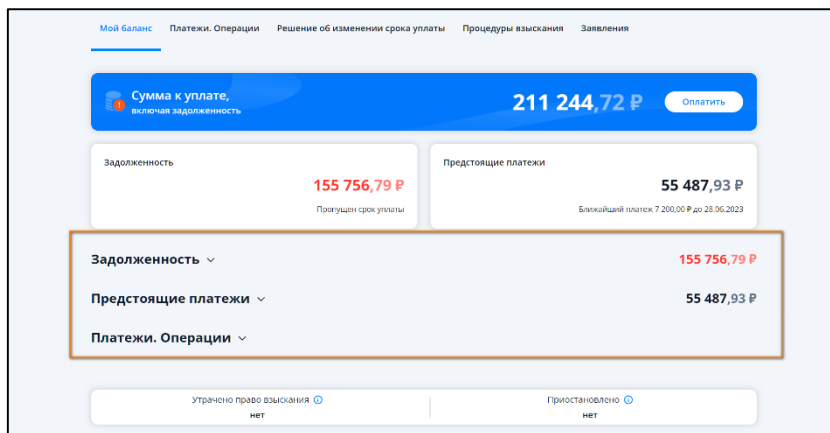 Мой баланс Платежи. Операции Решение об изменении срока уплаты Процедуры взыскания Заявления
Сумма к уплате,
включая задолженность
211 244,72 ₽ Оплатить
Задолженность
155 756,79 ₽
Пропущен срок уплаты
Предстоящие платежи
55 487,93 ₽
Ближайший платеж 7 200,00 ₽ до 28.06.2023
Задолженность 155 756,79 ₽
Предстоящие платежи 55 487,93 ₽
Платежи. Операции
Утрачено право взыскания
нет
Приостановлено
нет